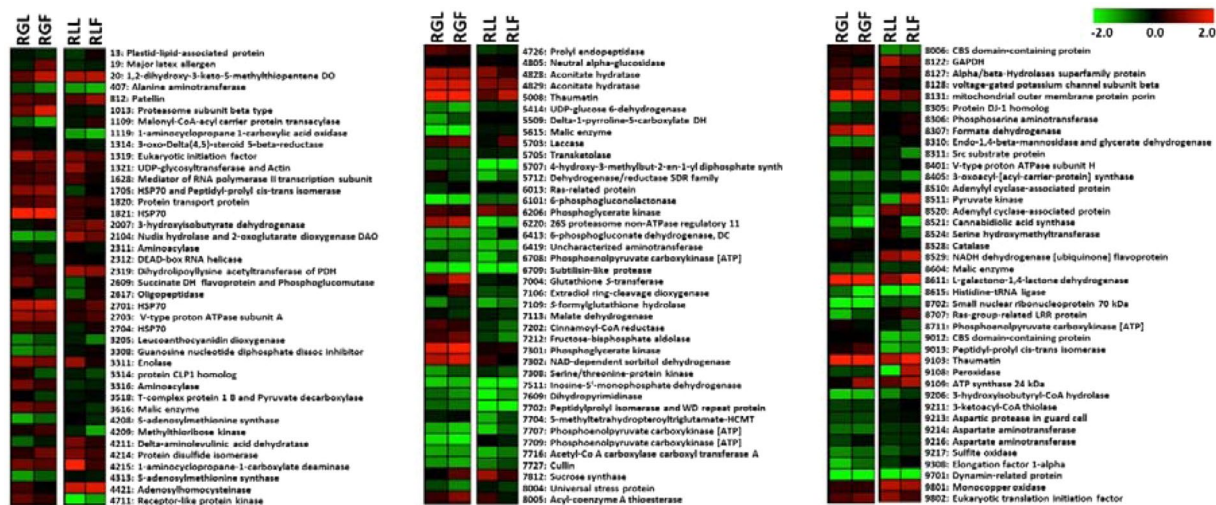 RGL RGF RLL RLF
13: Plastid-lipid-associated protein
19: Major latex allergen
20: 1,2-dihydroxy-3-keto-5-methylthiopentene DO
407: Alanine aminotransferase
812: Patellin
1013: Proteasome subunit beta type
1109: Malonyl-CoA-acyl carrier protein transacylase
1119: 1-aminocyclopropane 1-carboxylic acid oxidase
1314: 3-oxo-Delta(4,5)-steroid 5-beta-reductase
1319: Eukaryotic initiation factor
1321: UDP-glycosyltransferase and Actin
1628: Mediator of RNA polymerase II transcription subunit
1705: HSP70 and Peptidyl-prolyl cis-trans isomerase
1820: Protein transport protein
1821: HSP70
2007: 3-hydroxyisobutyrate dehydrogenase
2104: Nudix hydrolase and 2-oxoglutarate dioxygenase DAO
2311: Aminoacylase
2312: DEAD-box RNA helicase
2319: Dihydrolipoyllysine acetyltransferase of PDH
2609: Succinate DH flavoprotein and Phosphoglucomutase
2617: Oligopeptidase
2701: HSP70
2703: V-type proton ATPase subunit A
2704: HSP70
3205: Leucoanthocyanidin dioxygenase
3308: Guanosine nucleotide diphosphate dissoc inhibitor
3311: Enolase
3314: protein CLP1 homolog
3316: Aminoacylase
3518: T-complex protein 1 B and Pyruvate decarboxylase
3616: Malic enzyme
4208: S-adenosylmethionine synthase
4209: Methylthioribose kinase
4211: Delta-aminolevulinic acid dehydratase
4214: Protein disulfide isomerase
4215: 1-aminocyclopropane-1-carboxylate deaminase
4313: S-adenosylmethionine synthase
4421: Adenosylhomocysteinase
4711: Receptor-like protein kinase
RGL RGF RLL RLF
4726: Prolyl endopeptidase
4805: Neutral alpha-glucosidase
4828: Aconitate hydratase
4829: Aconitate hydratase
5008: Thaumatin
5414: UDP-glucose 6-dehydrogenase
5509: Delta-1-pyrroline-5-carboxylate DH
5615: Malic enzyme
5703: Laccase
5705: Transketolase
5707: 4-hydroxy-3-methylbut-2-en-1-yl diphosphate synth
5712: Dehydrogenase/reductase SDR family
6013: Ras-related protein
6101: 6-phosphogluconolactonase
6206: Phosphoglycerate kinase
6220: 26S proteasome non-ATPase regulatory 11
6413: 6-phosphogluconate dehydrogenase, DC
6419: Uncharacterized aminotransferase
6708: Phosphoenolpyruvate carboxykinase [ATP]
6709: Subtilisin-like protease
7004: Glutathione S-transferase
7106: Extradiol ring-cleavage dioxygenase
7109: S-formylglutathione hydrolase
7113: Malate dehydrogenase
7202: Cinnamoyl-CoA reductase
7212: Fructose-bisphosphate aldolase
7301: Phosphoglycerate kinase
7302: NAD-dependent sorbitol dehydrogenase
7308: Serine/threonine-protein kinase
7511: Inosine-5'-monophosphate dehydrogenase
7609: Dihydropyrimidinase
7702: Peptidylprolyl isomerase and WD repeat protein
7704: 5-methyltetrahydropteroyltriglutamate-HCMT
7707: Phosphoenolpyruvate carboxykinase [ATP]
7709: Phosphoenolpyruvate carboxykinase [ATP]
7716: Acetyl-Co A carboxylase carboxyl transferase A
7727: Cullin
7812: Sucrose synthase
8004: Universal stress protein
8005: Acyl-coenzyme A thioesterase
RGL RGF RLL RLF
-2.0 0.0 2.0
8006: CBS domain-containing protein
8122: GAPDH
8127: Alpha/beta-Hydrolases superfamily protein
8128: voltage-gated potassium channel subunit beta
8131: mitochondrial outer membrane protein porin
8305: Protein DJ-1 homolog
8306: Phosphoserine aminotransferase
8307: Formate dehydrogenase
8310: Endo-1,4-beta-mannosidase and glycerate dehydrogenase
8311: Src substrate protein
8401: V-type proton ATPase subunit H
8405: 3-oxoacyl-[acyl-carrier-protein] synthase
8510: Adenylyl cyclase-associated protein
8511: Pyruvate kinase
8520: Adenylyl cyclase-associated protein
8521: Cannabidiolic acid synthase
8524: Serine hydroxymethyltransferase
8528: Catalase
8529: NADH dehydrogenase [ubiquinone] flavoprotein
8604: Malic enzyme
8611: L-galactono-1,4-lactone dehydrogenase
8615: Histidine-tRNA ligase
8702: Small nuclear ribonucleoprotein 70 kDa
8707: Ras-group-related LRR protein
8711: Phosphoenolpyruvate carboxykinase [ATP]
9012: CBS domain-containing protein
9013: Peptidyl-prolyl cis-trans isomerase
9103: Thaumatin
9108: Peroxidase
9109: ATP synthase 24 kDa
9206: 3-hydroxyisobutyryl-CoA hydrolase
9211: 3-ketoacyl-CoA thiolase
9213: Aspartic protease in guard cell
9214: Aspartate aminotransferase
9216: Aspartate aminotransferase
9217: Sulfite oxidase
9308: Elongation factor 1-alpha
9701: Dynamin-related protein
9801: Monocopper oxidase
9802: Eukaryotic translation initiation factor